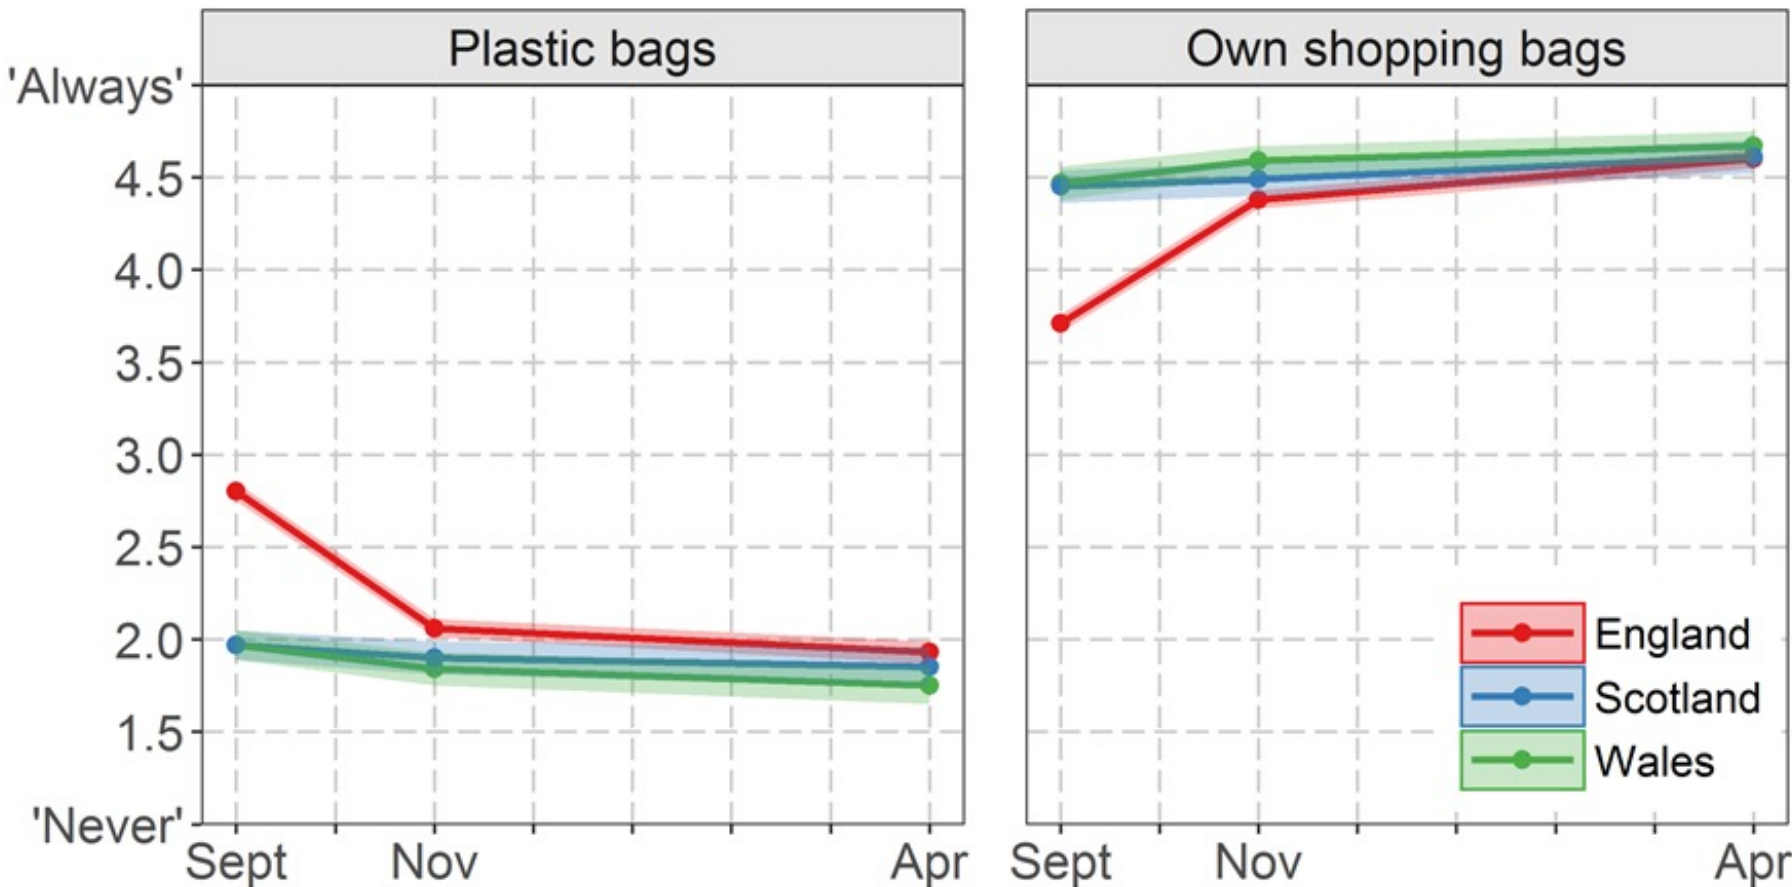 Plastic bags
Own shopping bags
'Always'
4.5
4.0
3.5
3.0
2.5
2.0
1.5
'Never'
Sept Nov Apr
Sept Nov Apr
England
Scotland
Wales